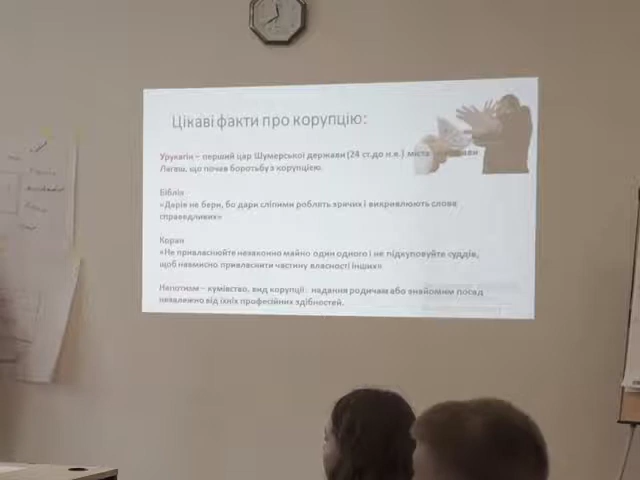 Цікаві факти про корупцію:
Урукагін – перший цар Шумерської держави (24 ст.до н.е.) міста
Лагаш, що почав боротьбу з корупцією.
Біблія
«Дарів не бери, бо дари сліпими роблять зрячих і викривлюють слова
справедливих»
Коран
«Не привласнюйте незаконно майно один одного і не підкуповуйте суддів,
щоб навмисно привласнити частину власності інших»
Непотизм – кумівство, вид корупції надання родичам або знайомим посад
незалежно від їхніх професійних здібностей.